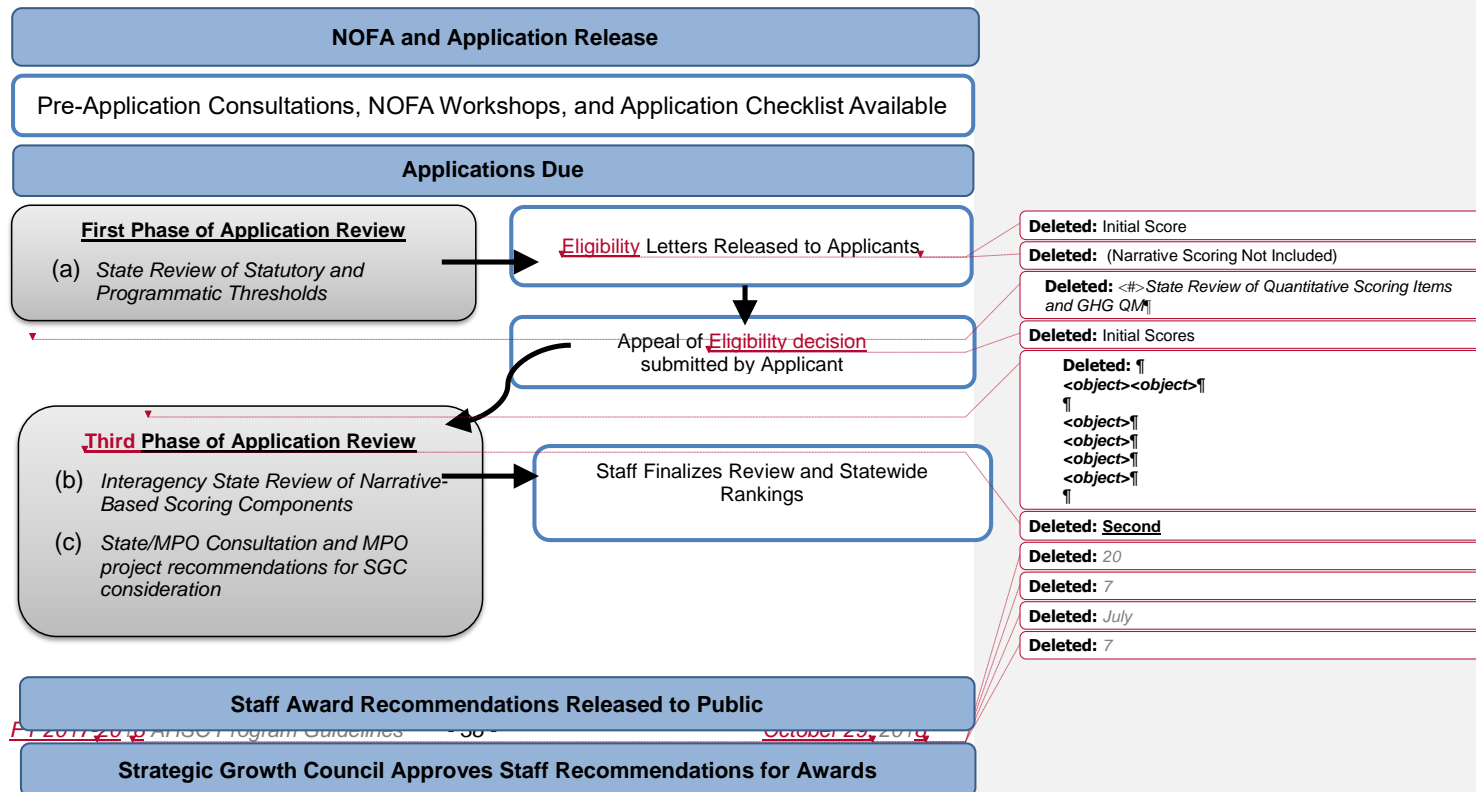 NOFA and Application Release
Pre-Application Consultations, NOFA Workshops, and Application Checklist Available
Applications Due
First Phase of Application Review
(a) State Review of Statutory and
Programmatic Thresholds
Eligibility Letters Released to Applicants
Appeal of Eligibility decision
submitted by Applicant
Third Phase of Application Review
(b) Interagency State Review of Narrative-
Based Scoring Components
(c) State/MPO Consultation and MPO
project recommendations for SGC
consideration
Staff Finalizes Review and Statewide
Rankings
Staff Award Recommendations Released to Public
AHSC Program Guidelines - 38 - October 29,
Strategic Growth Council Approves Staff Recommendations for Awards
Deleted: Initial Score
Deleted: (Narrative Scoring Not Included)
Deleted: <#>State Review of Quantitative Scoring Items
and GHG QM¶
Deleted: Initial Scores
Deleted: ¶
<object><object>¶
¶
<object>¶
<object>¶
<object>¶
<object>¶
¶
Deleted: Second
Deleted: 20
Deleted: 7
Deleted: July
Deleted: 7